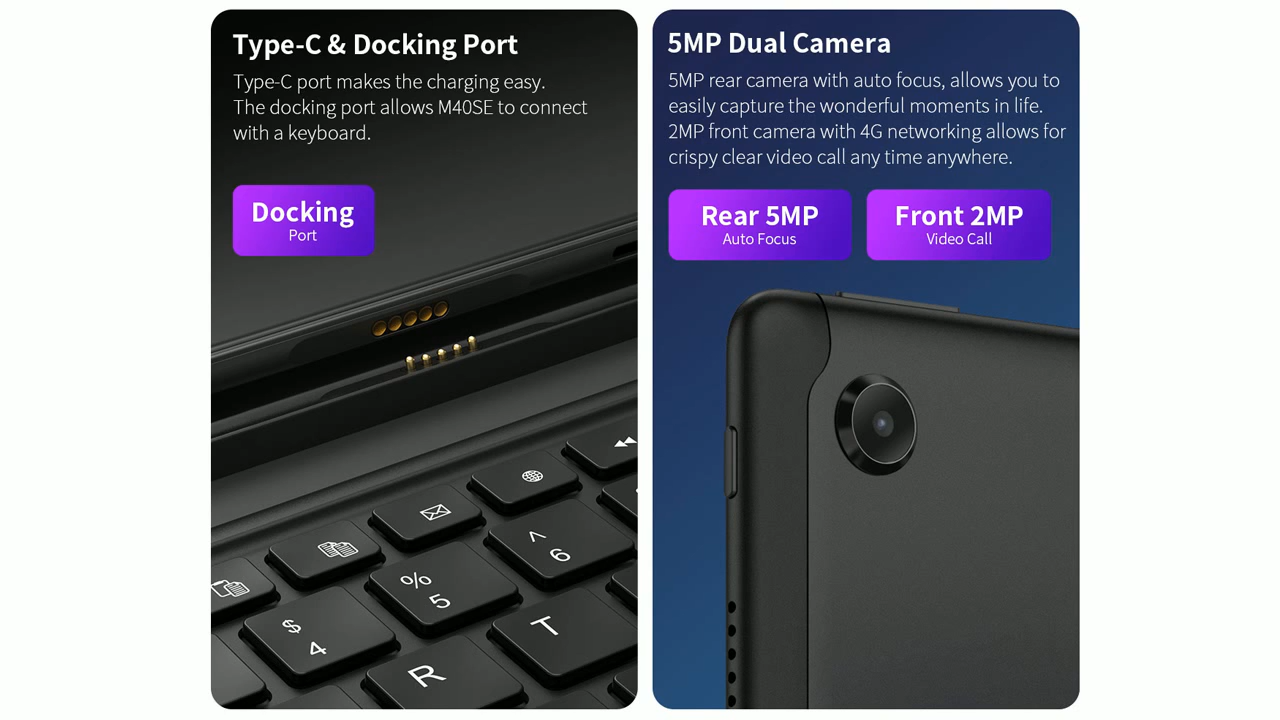 Type-C & Docking Port
Type-C port makes the charging easy.
The docking port allows M40SE to connect
with a keyboard.
Docking
Port
%
5
^
6
$
4
T
R
5MP Dual Camera
5MP rear camera with auto focus, allows you to
easily capture the wonderful moments in life.
2MP front camera with 4G networking allows for
crispy clear video call any time anywhere.
Rear 5MP
Auto Focus
Front 2MP
Video Call